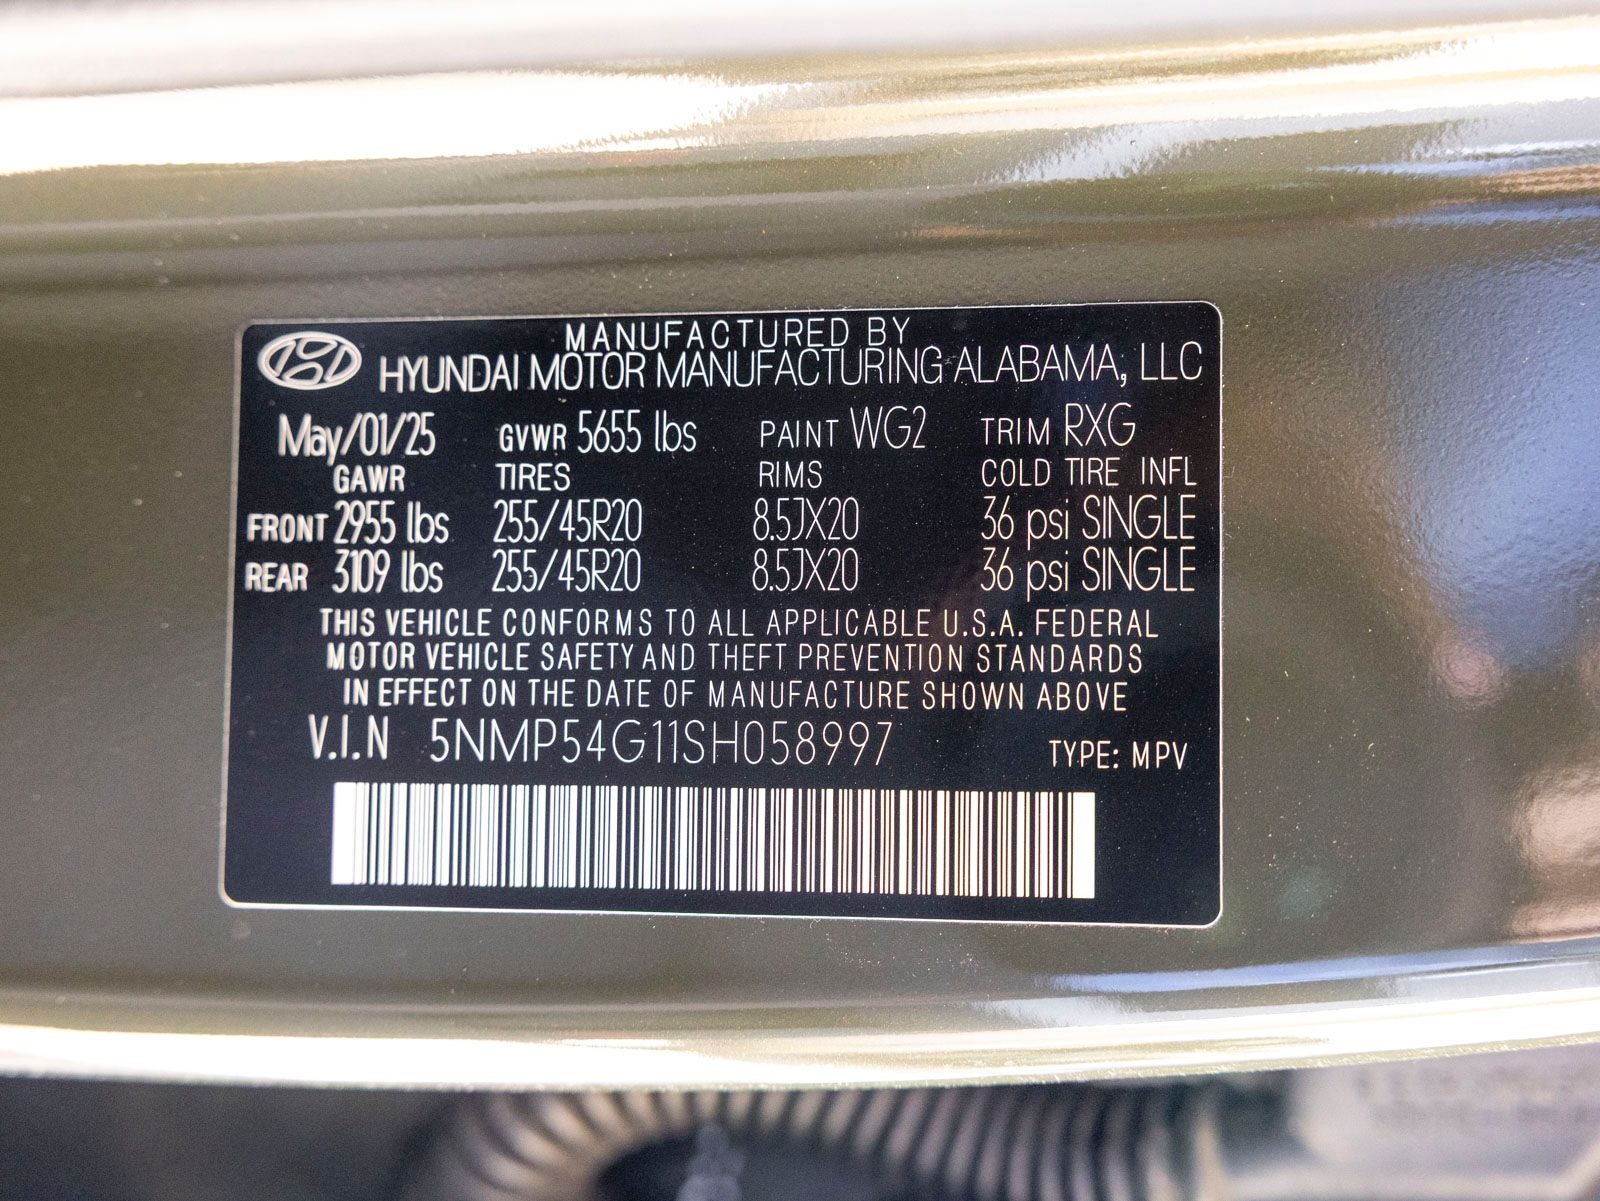 MANUFACTURED BY
HYUNDAI MOTOR MANUFACTURING ALABAMA, LLC
May/01/25 GVWR 5655 lbs PAINT WG2 TRIM RXG
GAWR TIRES RIMS COLD TIRE INFL
FRONT 2955 lbs 255/45R20 8.5JX20 36 psi SINGLE
REAR 3109 lbs 255/45R20 8.5JX20 36 psi SINGLE
THIS VEHICLE CONFORMS TO ALL APPLICABLE U.S.A. FEDERAL
MOTOR VEHICLE SAFETY AND THEFT PREVENTION STANDARDS
IN EFFECT ON THE DATE OF MANUFACTURE SHOWN ABOVE
V.I.N 5NMP54G11SH058997 TYPE: MPV